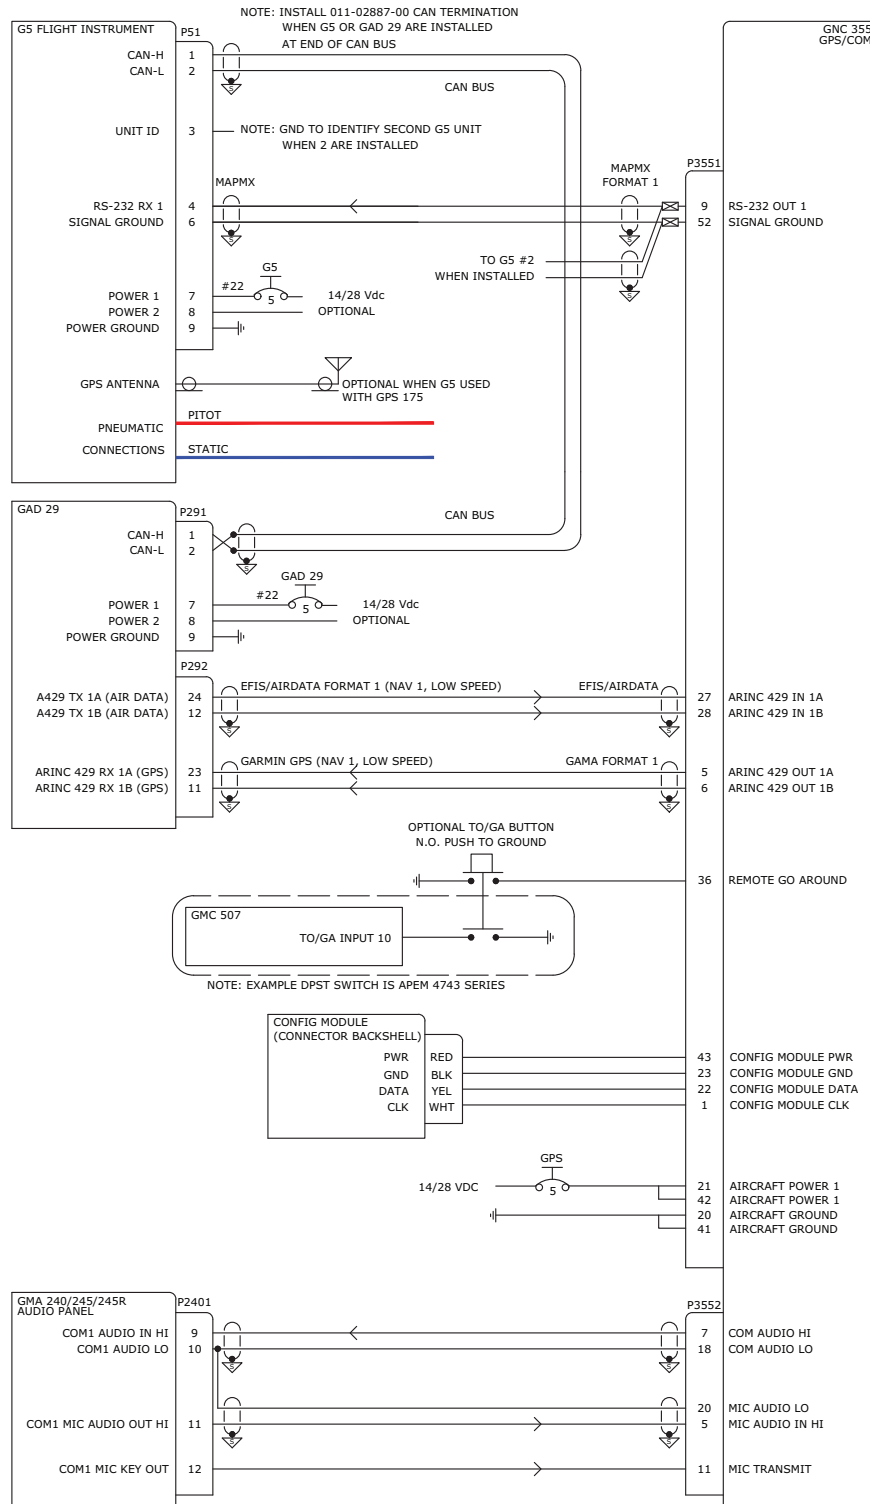 NOTE: INSTALL 011-02887-00 CAN TERMINATION
WHEN G5 OR GAD 29 ARE INSTALLED
AT END OF CAN BUS
G5 FLIGHT INSTRUMENT
P51
GNC 355
GPS/COM
CAN-H 1
CAN-L 2
S
CAN BUS
UNIT ID 3
NOTE: GND TO IDENTIFY SECOND G5 UNIT
WHEN 2 ARE INSTALLED
P3551
MAPMX
MAPMX
FORMAT 1
RS-232 RX 1 4
9 RS-232 OUT 1
SIGNAL GROUND 6
52 SIGNAL GROUND
S
S
TO G5 #2
WHEN INSTALLED
S
G5
#22
5
POWER 1 7
14/28 Vdc
POWER 2 8
OPTIONAL
POWER GROUND 9
GPS ANTENNA
OPTIONAL WHEN G5 USED
WITH GPS 175
PNEUMATIC
CONNECTIONS
PITOT
STATIC
GAD 29
P291
CAN BUS
CAN-H 1
CAN-L 2
S
GAD 29
#22
5
POWER 1 7
14/28 Vdc
POWER 2 8
OPTIONAL
POWER GROUND 9
P292
EFIS/AIRDATA FORMAT 1 (NAV 1, LOW SPEED)
EFIS/AIRDATA
A429 TX 1A (AIR DATA) 24
27 ARINC 429 IN 1A
A429 TX 1B (AIR DATA) 12
28 ARINC 429 IN 1B
S
S
GARMIN GPS (NAV 1, LOW SPEED)
GAMA FORMAT 1
ARINC 429 RX 1A (GPS) 23
5 ARINC 429 OUT 1A
ARINC 429 RX 1B (GPS) 11
6 ARINC 429 OUT 1B
S
S
OPTIONAL TO/GA BUTTON
N.O. PUSH TO GROUND
36 REMOTE GO AROUND
GMC 507
TO/GA INPUT 10
NOTE: EXAMPLE DPST SWITCH IS APEM 4743 SERIES
CONFIG MODULE
(CONNECTOR BACKSHELL)
PWR RED
43 CONFIG MODULE PWR
GND BLK
23 CONFIG MODULE GND
DATA YEL
22 CONFIG MODULE DATA
CLK WHT
1 CONFIG MODULE CLK
GPS
14/28 VDC
5
21 AIRCRAFT POWER 1
42 AIRCRAFT POWER 1
20 AIRCRAFT GROUND
41 AIRCRAFT GROUND
GMA 240/245/245R
AUDIO PANEL
P2401
P3552
COM1 AUDIO IN HI 9
7 COM AUDIO HI
COM1 AUDIO LO 10
18 COM AUDIO LO
S
S
20 MIC AUDIO LO
COM1 MIC AUDIO OUT HI 11
5 MIC AUDIO IN HI
S
S
COM1 MIC KEY OUT 12
11 MIC TRANSMIT